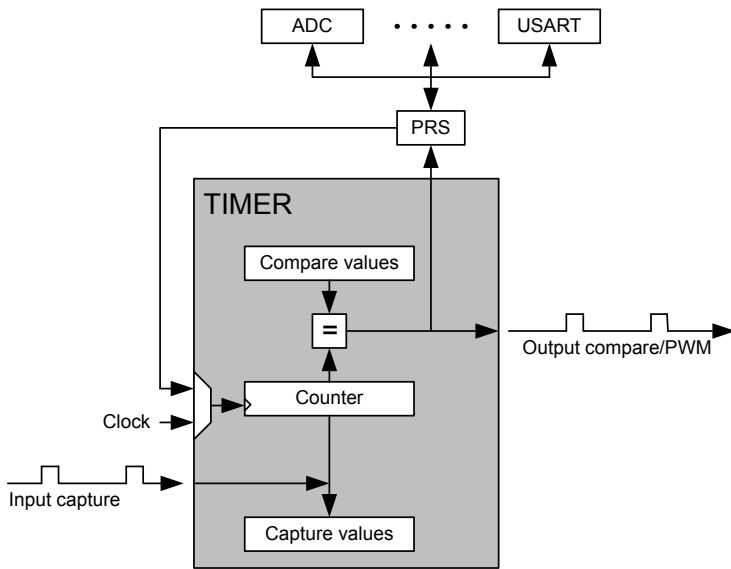 ADC
. . . . .
USART
PRS
TIMER
Compare values
=
Output compare/PWM
Counter
Clock
Input capture
Capture values